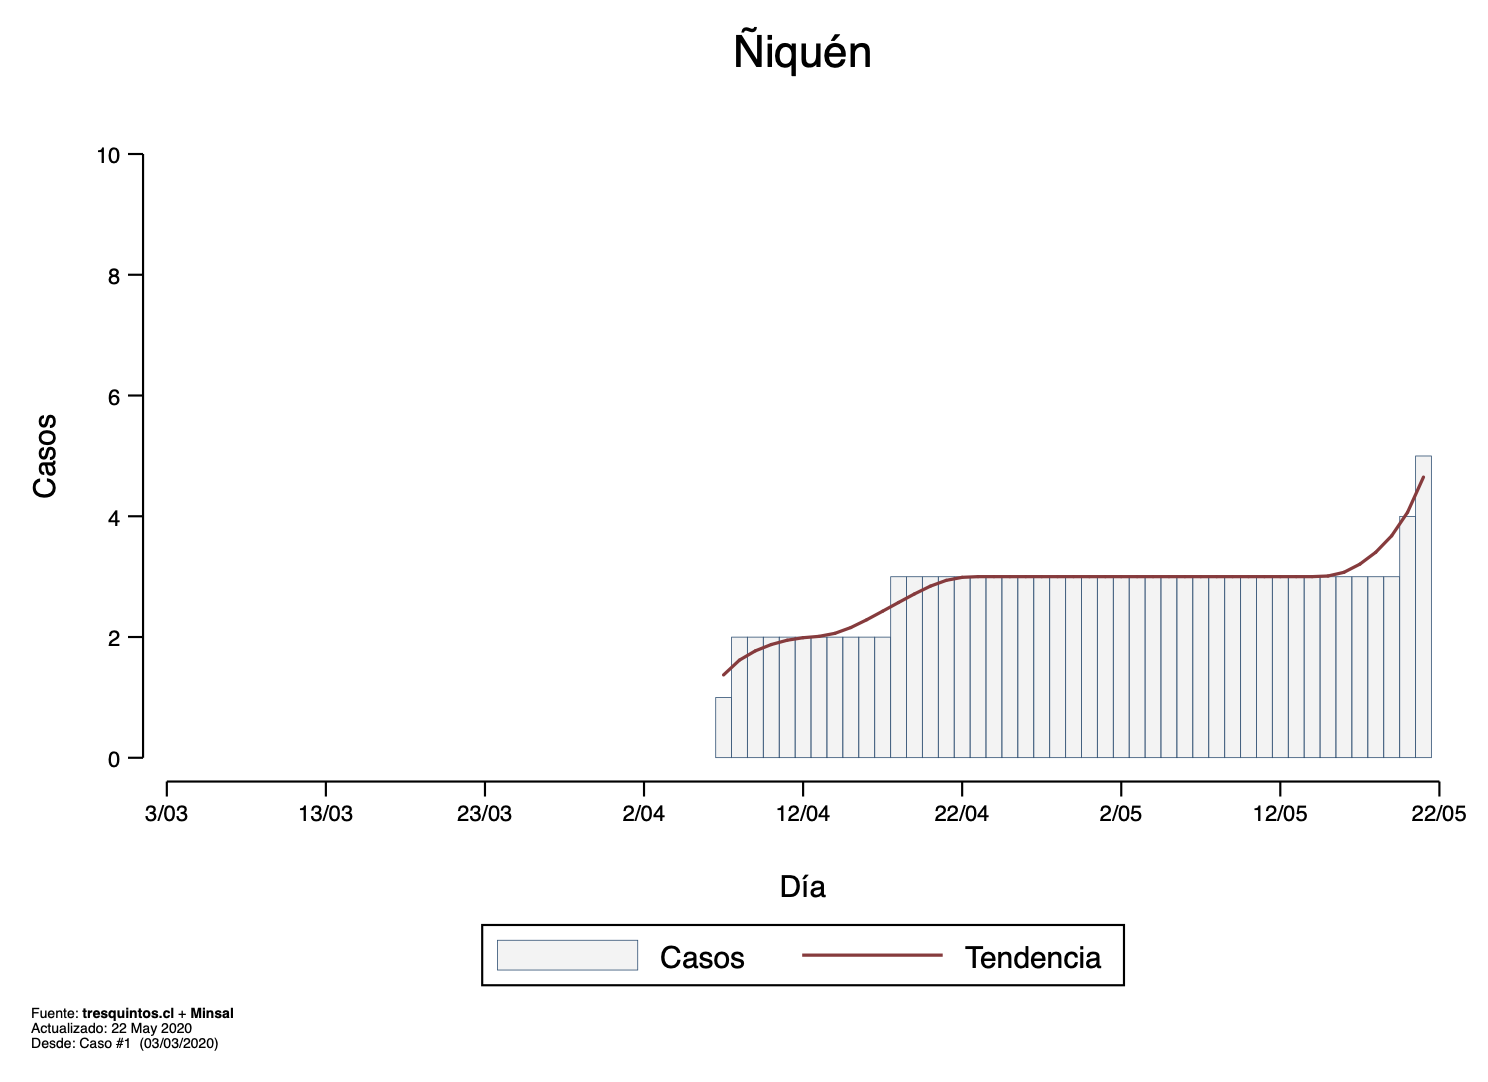 Ñiquén
10
8
6
4
2
0
Casos
3/03 13/03 23/03 2/04 12/04 22/04 2/05 12/05 22/05
Día
Casos Tendencia
Fuente: tresquintos.cl + Minsal
Actualizado: 22 May 2020
Desde: Caso #1 (03/03/2020)